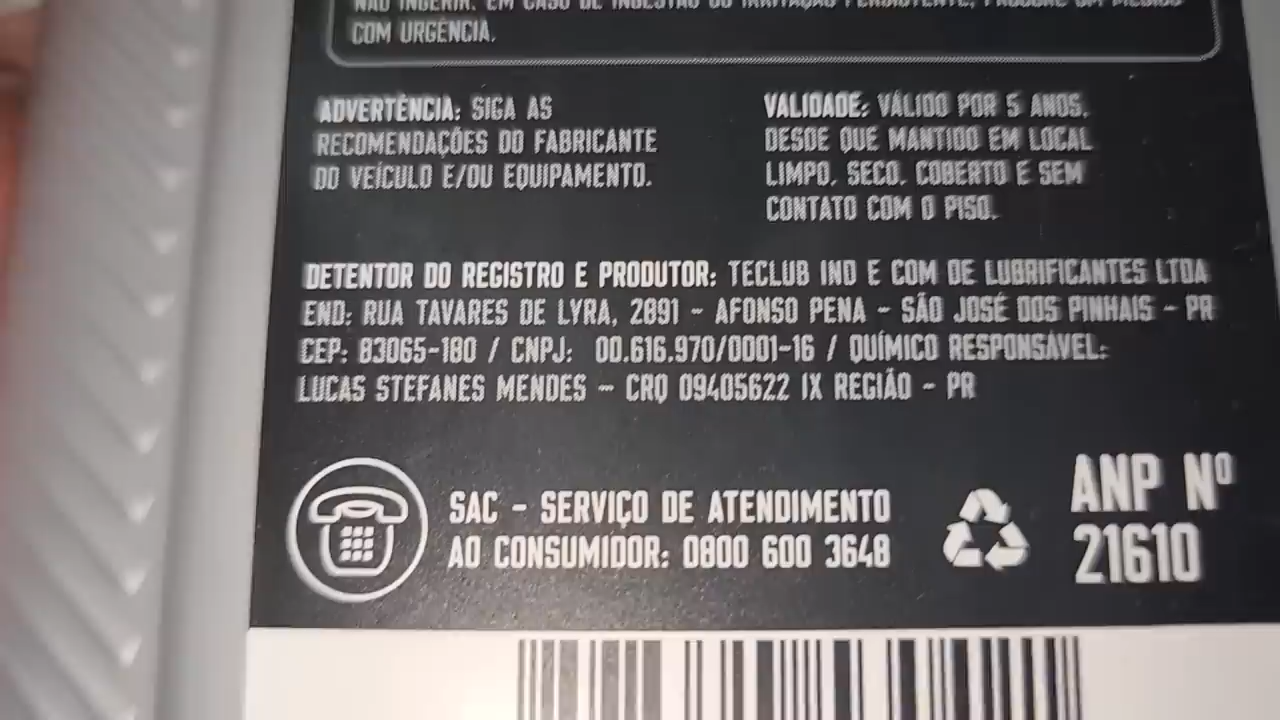 NÃO INGERIR. EM CASO DE INGESTÃO OU IRRITAÇÃO PERSISTENTE, PROCURE UM MÉDICO
COM URGÊNCIA.
ADVERTÊNCIA: SIGA AS
RECOMENDAÇÕES DO FABRICANTE
DO VEÍCULO E/OU EQUIPAMENTO.
VALIDADE: VÁLIDO POR 5 ANOS,
DESDE QUE MANTIDO EM LOCAL
LIMPO, SECO, COBERTO E SEM
CONTATO COM O PISO.
DETENTOR DO REGISTRO E PRODUTOR: TECLUB IND E COM DE LUBRIFICANTES LTDA
END: RUA TAVARES DE LYRA, 2891 - AFONSO PENA - SÃO JOSÉ DOS PINHAIS - PR
CEP: 83065-180 / CNPJ: 00.616.970/0001-16 / QUÍMICO RESPONSÁVEL:
LUCAS STEFANES MENDES - CRQ 09405622 IX REGIÃO - PR
SAC - SERVIÇO DE ATENDIMENTO
AO CONSUMIDOR: 0800 600 3648
ANP Nº
21610